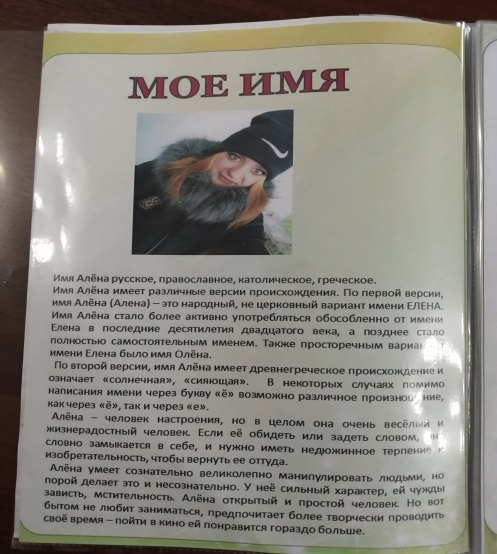 МОЕ ИМЯ
Имя Алёна русское, православное, католическое, греческое.
Имя Алёна имеет различные версии происхождения. По первой версии,
имя Алёна (Алена) – это народный, не церковный вариант имени ЕЛЕНА.
Имя Алёна стало более активно употребляться обособленно от имени
Елена в последние десятилетия двадцатого века, а позднее стало
полностью самостоятельным именем. Также просторечным
имени Елена было имя Олёна.
По второй версии, имя Алёна имеет древнегреческое происхождение и
означает «солнечная», «сияющая». В некоторых случаях помимо
написания имени через букву «ё» возможно различное
как через «ё», так и через «е».
Алёна – человек настроения, но в целом она очень весёлый и
жизнерадостный человек. Если её обидеть или задеть словом,
словно замыкается в себе, и нужно иметь недюжинное терпение и
изобретательность, чтобы вернуть ее оттуда.
Алёна умеет сознательно великолепно манипулировать людьми, но
порой делает это и несознательно. У неё сильный характер, ей чужды
зависть, мстительность. Алёна открытый и простой человек. Но вот
бытом не любит заниматься, предпочитает более творчески проводить
своё время – пойти в кино ей понравится гораздо больше.